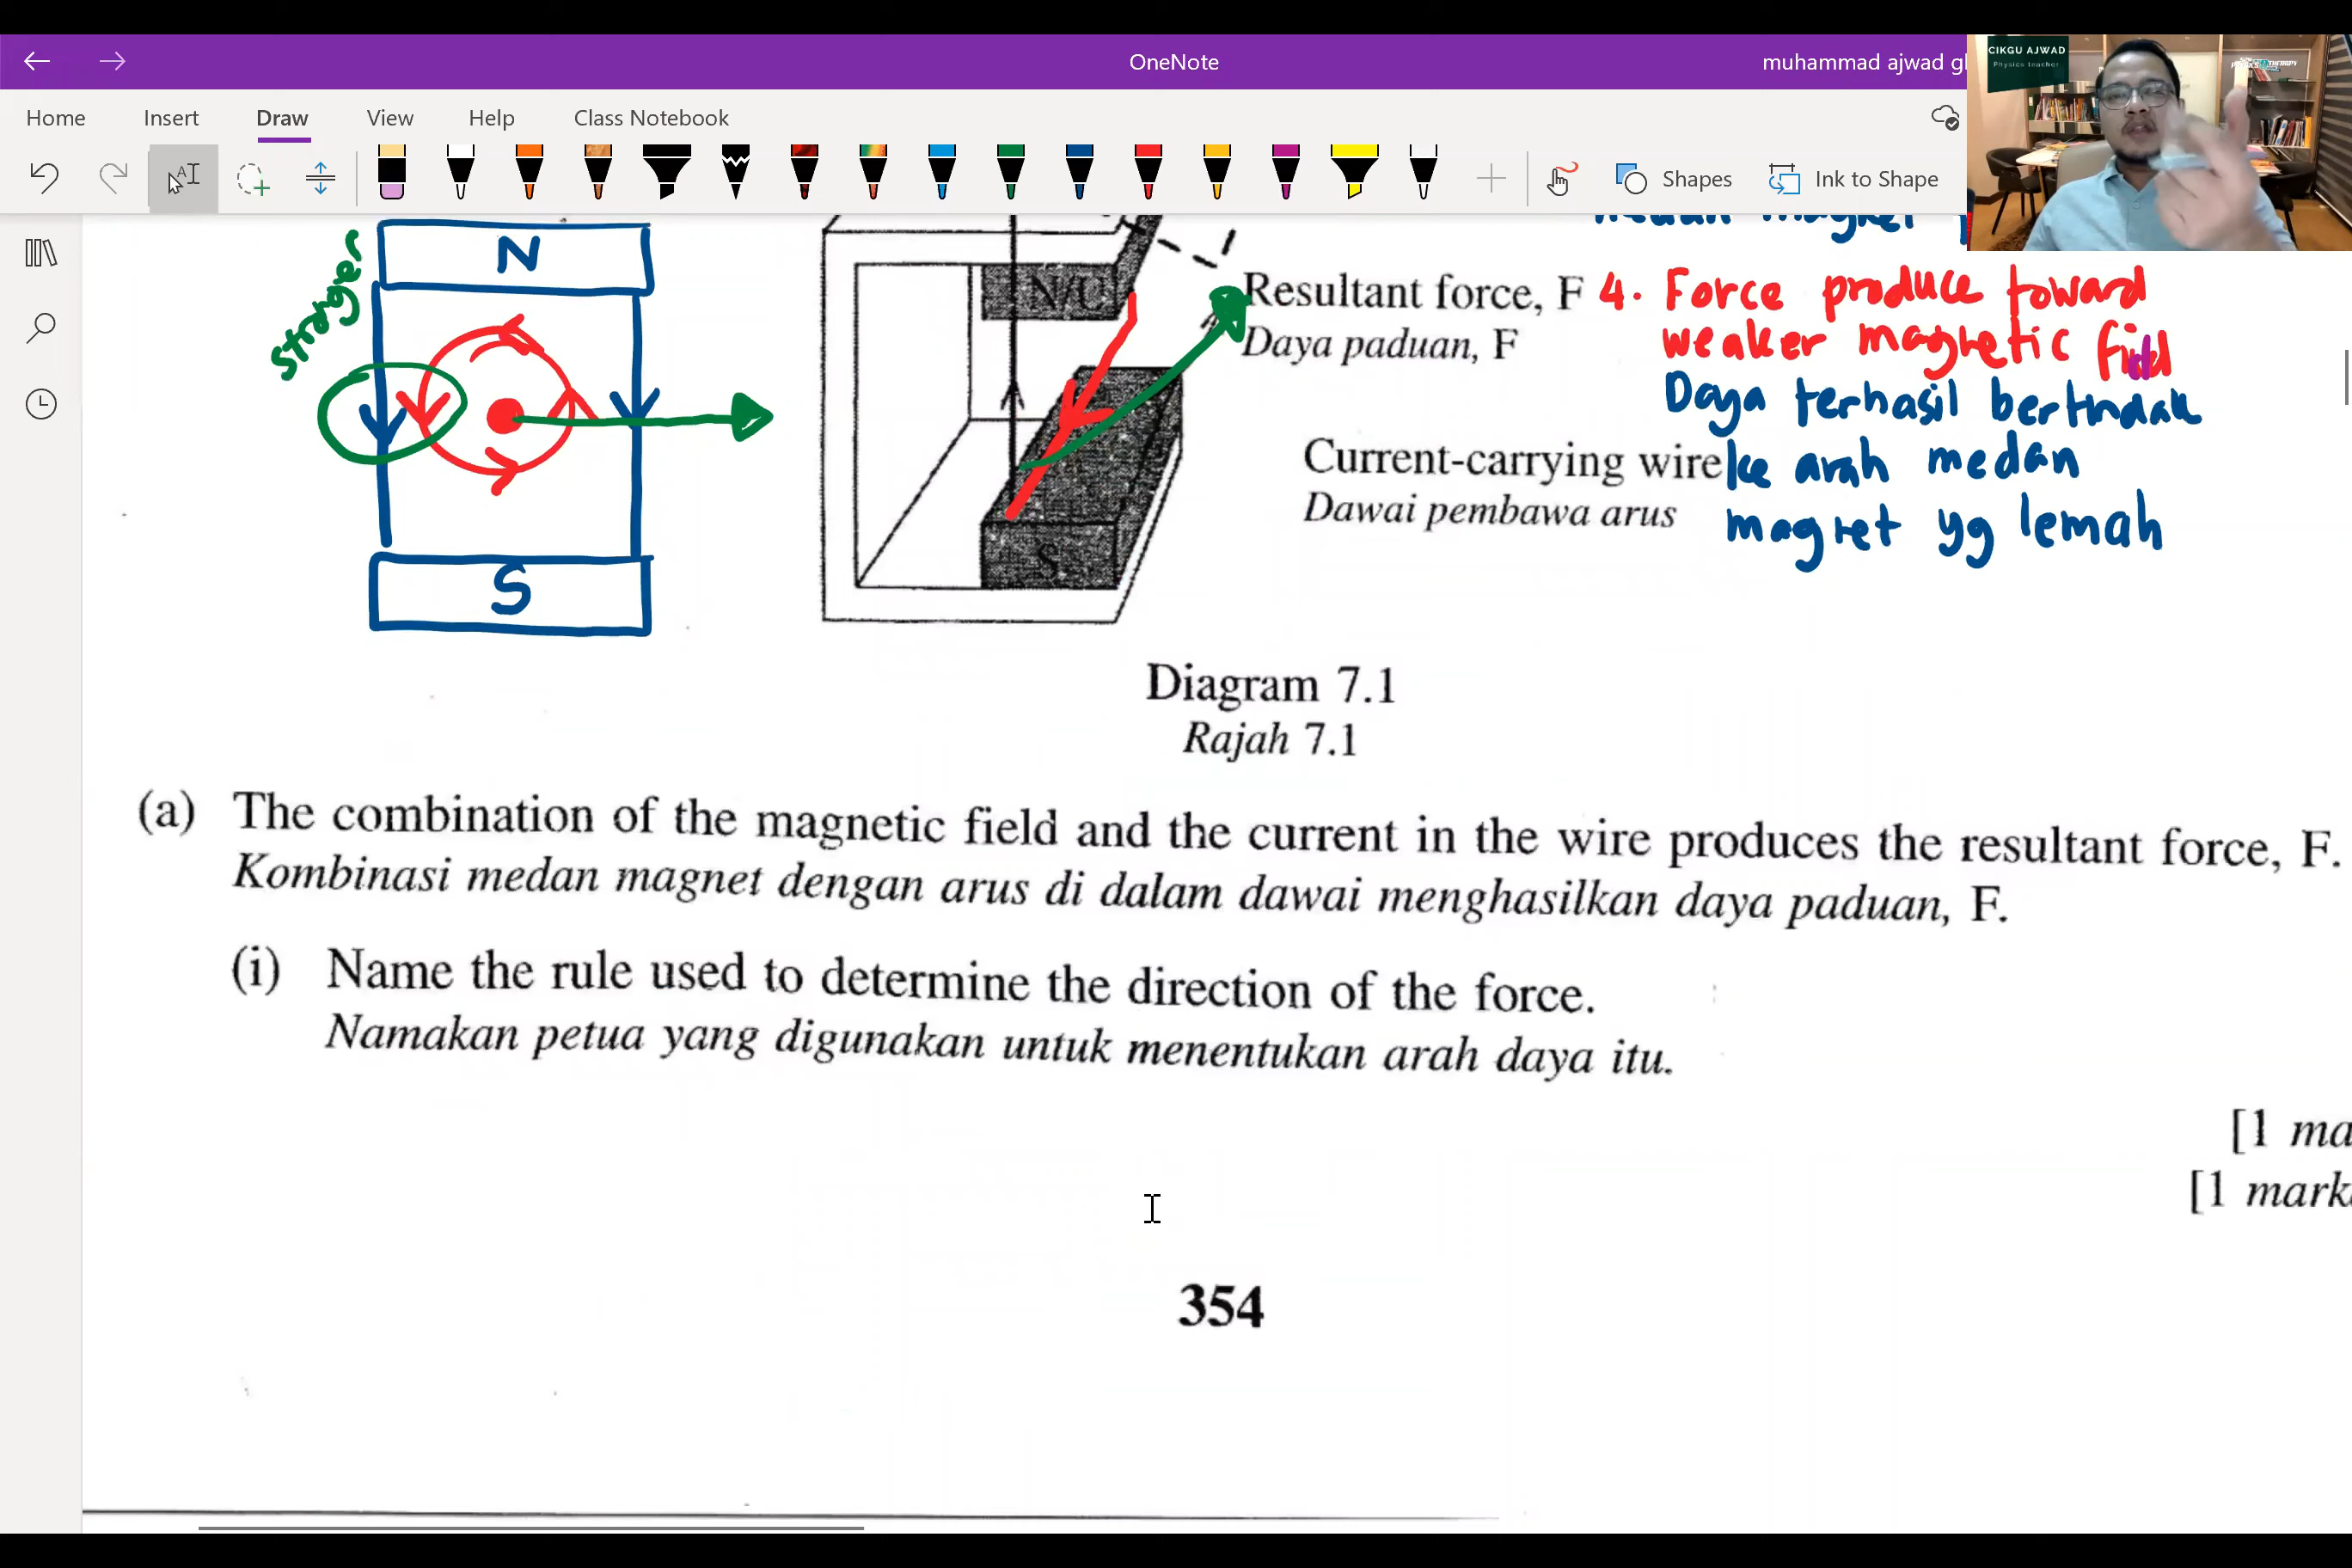 OneNote
muhammad ajwad gl
CIKGU AJWAD
Physics teacher
Home Insert Draw View Help Class Notebook
Shapes Ink to Shape
medan magnet
stronger
N
S
N/U
S
Resultant force, F
Daya paduan, F
Current-carrying wire
Dawai pembawa arus
4. Force produce toward
weaker magnetic field
Daya terhasil bertindak
ke arah medan
magnet yg lemah
Diagram 7.1
Rajah 7.1
(a) The combination of the magnetic field and the current in the wire produces the resultant force, F.
Kombinasi medan magnet dengan arus di dalam dawai menghasilkan daya paduan, F.
(i) Name the rule used to determine the direction of the force.
Namakan petua yang digunakan untuk menentukan arah daya itu.
[1 ma
[1 mark
354